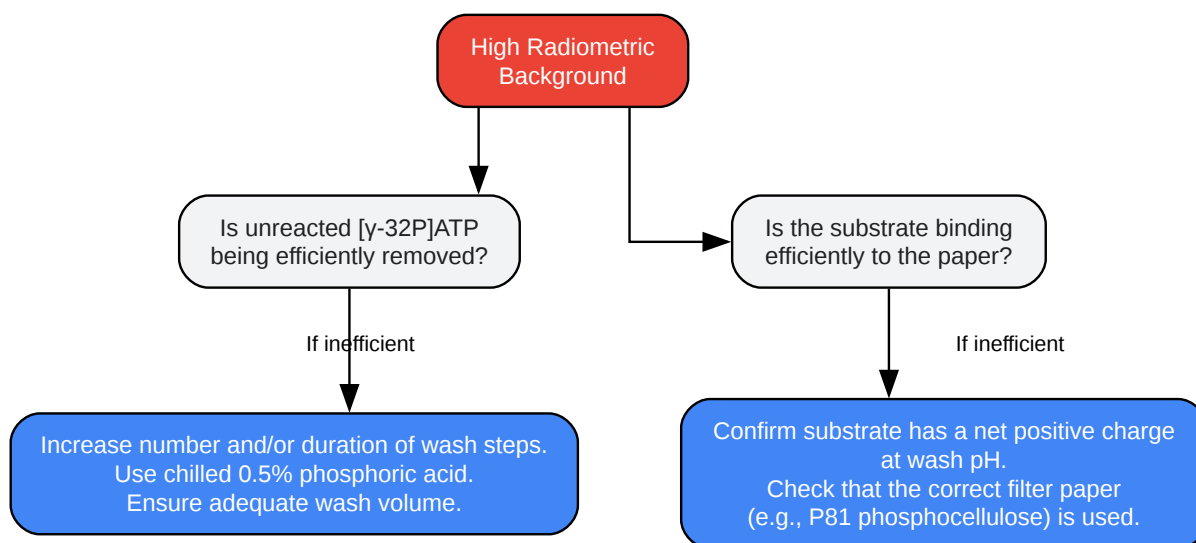 High Radiometric
Background
Is unreacted [γ-32P]ATP
being efficiently removed?
Is the substrate binding
efficiently to the paper?
If inefficient
If inefficient
Increase number and/or duration of wash steps.
Use chilled 0.5% phosphoric acid.
Ensure adequate wash volume.
Confirm substrate has a net positive charge
at wash pH.
Check that the correct filter paper
(e.g., P81 phosphocellulose) is used.